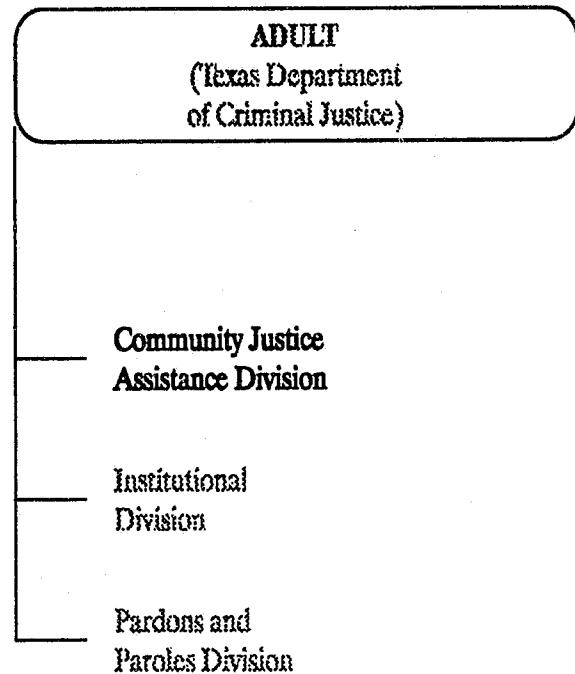 ADULT
(Texas Department
of Criminal Justice)
Community Justice
Assistance Division
Institutional
Division
Pardons and
Paroles Division